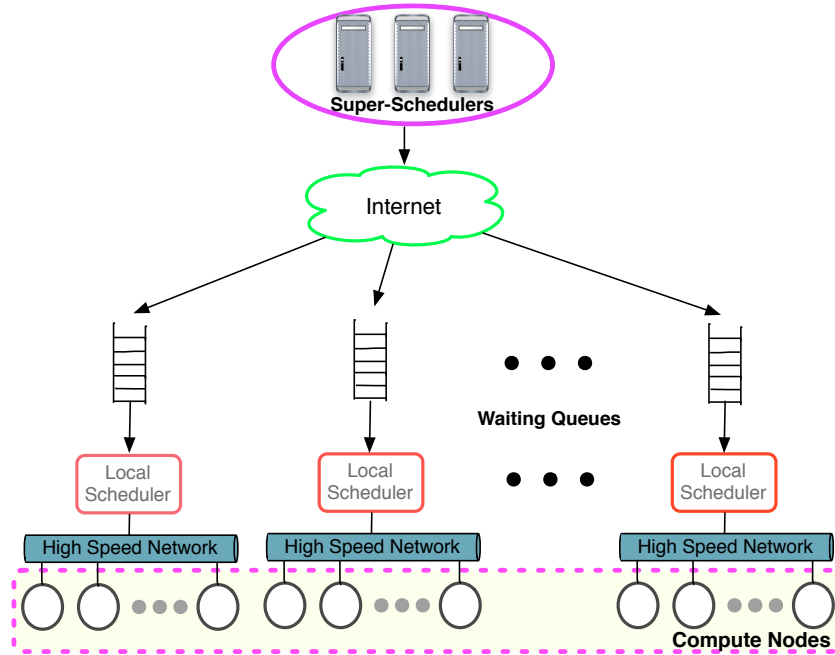 Super-Schedulers
Internet
Waiting Queues
Local
Scheduler
Local
Scheduler
Local
Scheduler
High Speed Network
High Speed Network
High Speed Network
Compute Nodes